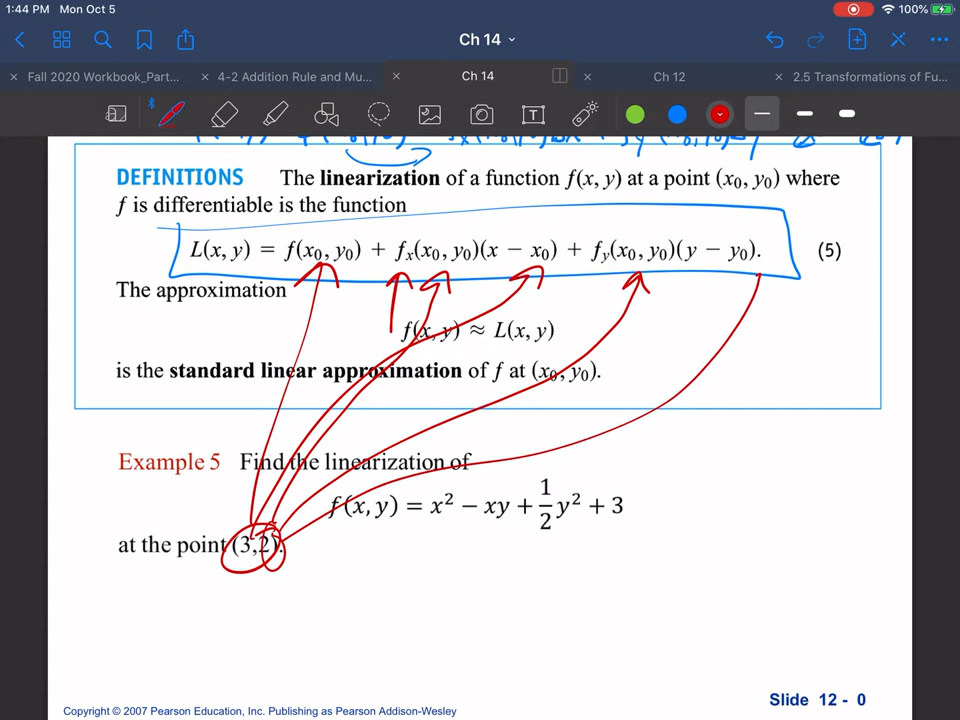 1:44 PM Mon Oct 5
100%
Ch 14
Fall 2020 Workbook_Part...
4-2 Addition Rule and Mu...
Ch 14
Ch 12
2.5 Transformations of Fu...
DEFINITIONS The linearization of a function f(x, y) at a point (x₀, y₀) where
f is differentiable is the function
L(x, y) = f(x₀, y₀) + fₓ(x₀, y₀)(x − x₀) + f_y(x₀, y₀)(y − y₀). (5)
The approximation
f(x, y) ≈ L(x, y)
is the standard linear approximation of f at (x₀, y₀).
Example 5 Find the linearization of
f(x, y) = x² − xy + 1/2 y² + 3
at the point (3,2).
Slide 12 - 0
Copyright © 2007 Pearson Education, Inc. Publishing as Pearson Addison-Wesley